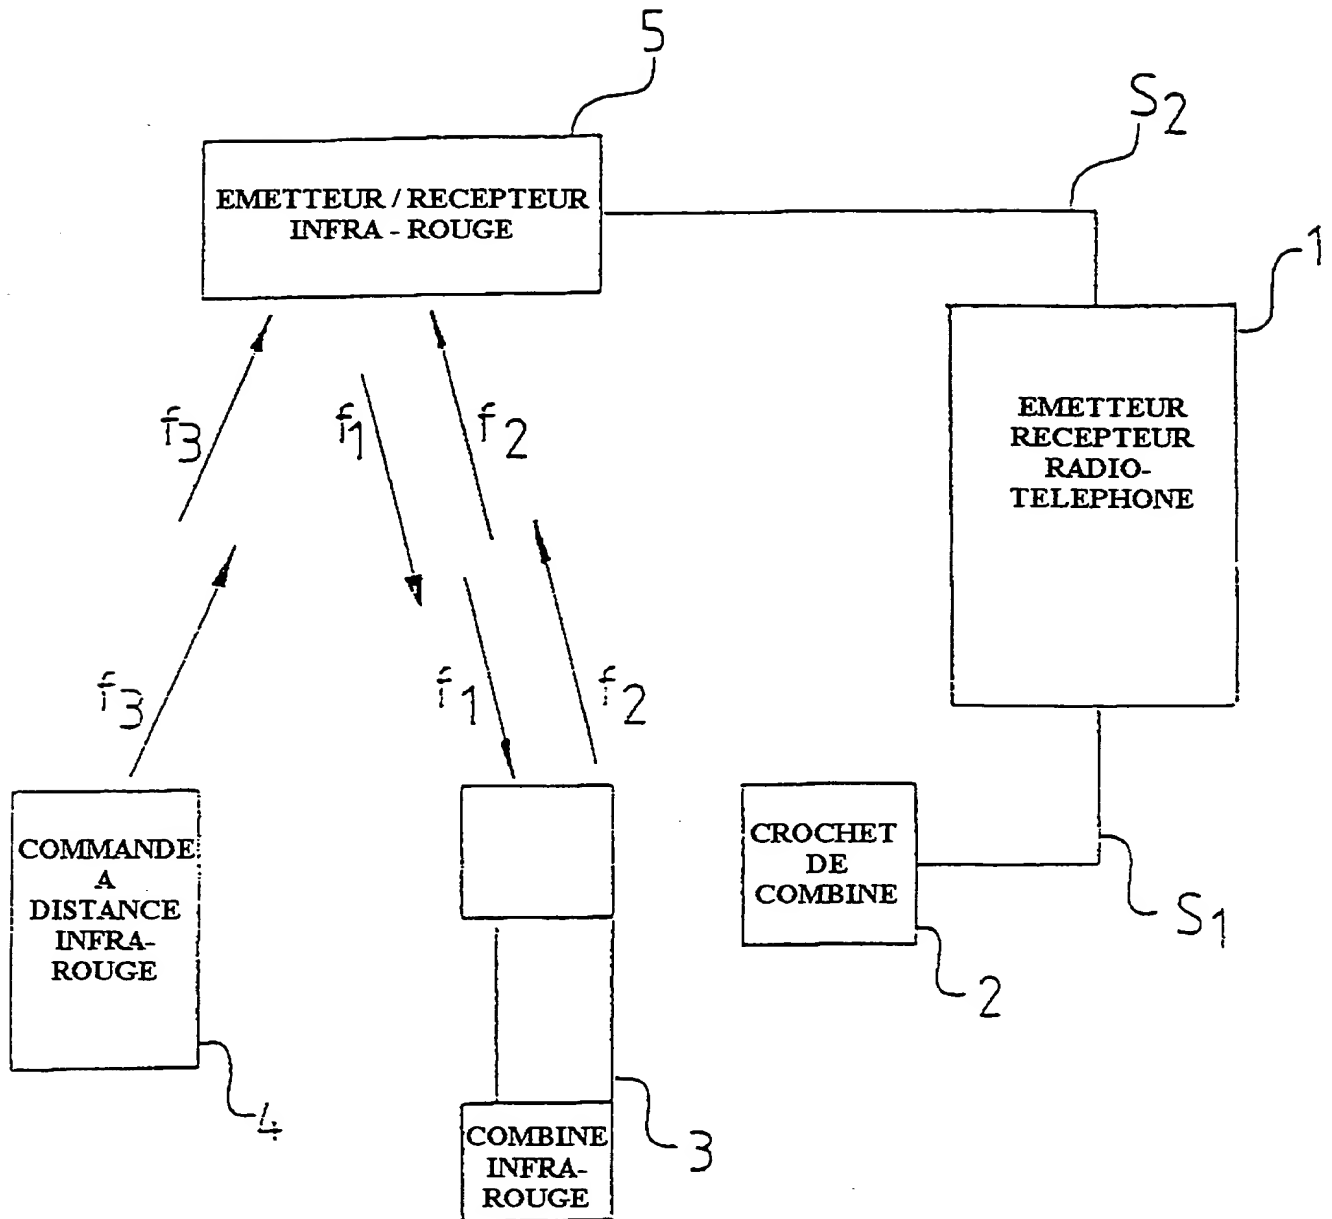 5
S2
EMETTEUR / RECEPTEUR
INFRA - ROUGE
1
EMETTEUR
RECEPTEUR
RADIO-
TELEPHONE
f3
f1
f2
f3
f1
f2
COMMANDE
A
DISTANCE
INFRA-
ROUGE
CROCHET
DE
COMBINE
S1
2
4
3
COMBINE
INFRA-
ROUGE